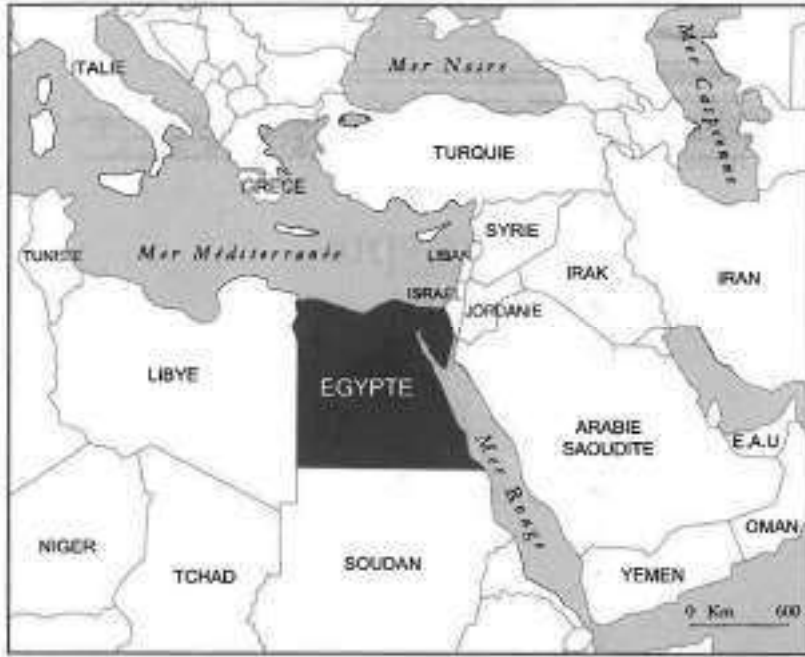 ITALIE
Mer Noire
Mer Caspienne
TURQUIE
GRECE
TUNISIE
Mer Méditerranée
LIBAN
SYRIE
IRAK
IRAN
ISRAEL
JORDANIE
LIBYE
EGYPTE
ARABIE
SAOUDITE
E.A.U
Mer Rouge
OMAN
NIGER
TCHAD
SOUDAN
YEMEN
0 Km 600